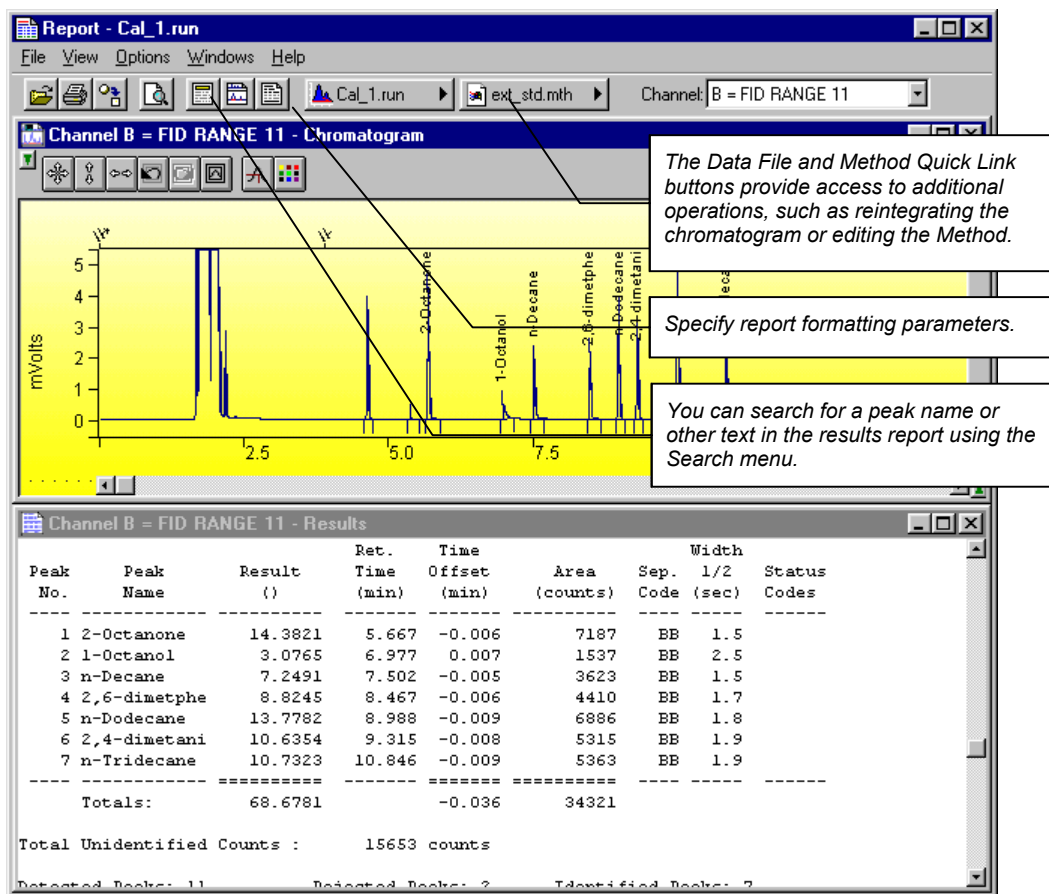 Report - Cal_1.run
File View Options Windows Help
Cal_1.run
ext_std.mth
Channel: B = FID RANGE 11
Channel B = FID RANGE 11 - Chromatogram
The Data File and Method Quick Link
buttons provide access to additional
operations, such as reintegrating the
chromatogram or editing the Method.
Specify report formatting parameters.
You can search for a peak name or
other text in the results report using the
Search menu.
mVolts
5
4
3
2
1
0
2-Octanone
1-Octanol
n-Decane
2,6-dimetphe
n-Dodecane
2,4-dimetani
2.5 5.0 7.5
Channel B = FID RANGE 11 - Results
Ret. Time Width
Peak Peak Result Time Offset Area Sep. 1/2 Status
No. Name () (min) (min) (counts) Code (sec) Codes
---- ------------ ---------- ------- ------- ---------- ---- ----- ------
1 2-Octanone 14.3821 5.667 -0.006 7187 BB 1.5
2 1-Octanol 3.0765 6.977 0.007 1537 BB 2.5
3 n-Decane 7.2491 7.502 -0.005 3623 BB 1.5
4 2,6-dimetphe 8.8245 8.467 -0.006 4410 BB 1.7
5 n-Dodecane 13.7782 8.988 -0.009 6886 BB 1.8
6 2,4-dimetani 10.6354 9.315 -0.008 5315 BB 1.9
7 n-Tridecane 10.7323 10.846 -0.009 5363 BB 1.9
---- ------------ ========== ------- ======= ========== ---- ----- ------
Totals: 68.6781 -0.036 34321
Total Unidentified Counts : 15653 counts
Detected Peaks: 11 Rejected Peaks: 2 Identified Peaks: 7